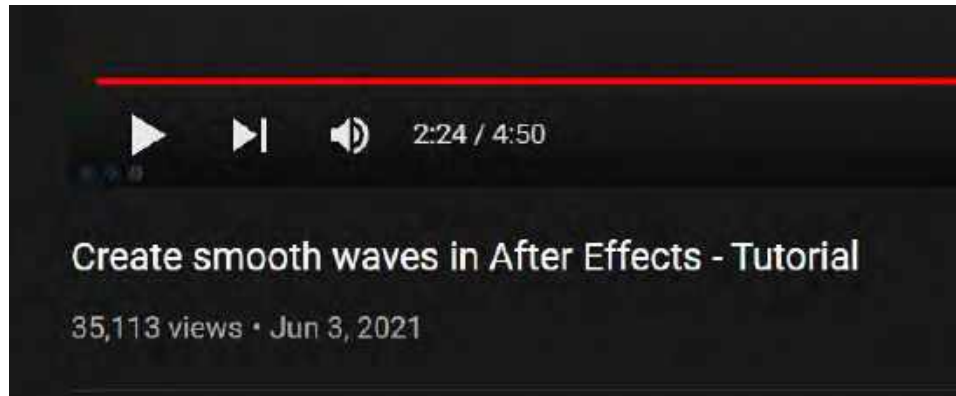 2:24 / 4:50
Create smooth waves in After Effects - Tutorial
35,113 views • Jun 3, 2021